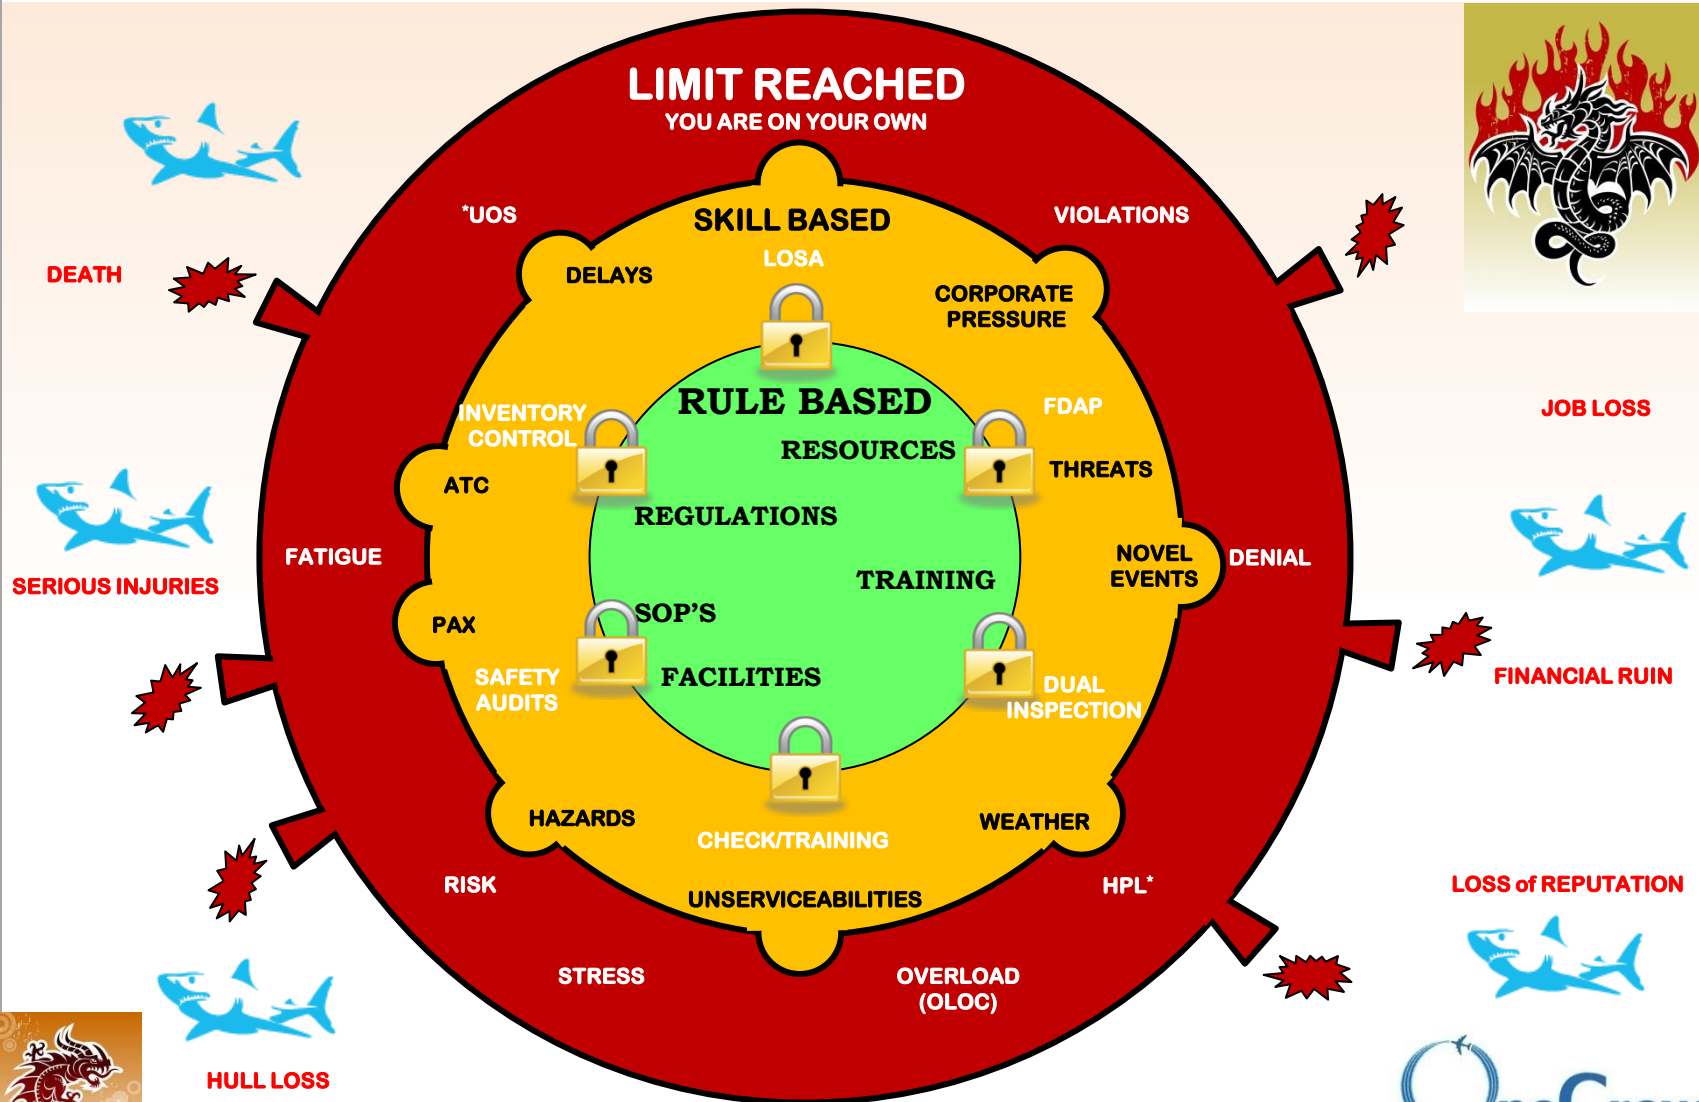 LIMIT REACHED
YOU ARE ON YOUR OWN
*UOS
VIOLATIONS
SKILL BASED
LOSA
DEATH
DELAYS
CORPORATE
PRESSURE
RULE BASED
FDAP
JOB LOSS
INVENTORY
CONTROL
RESOURCES
THREATS
ATC
REGULATIONS
FATIGUE
NOVEL
EVENTS
DENIAL
SERIOUS INJURIES
TRAINING
SOP'S
PAX
SAFETY
AUDITS
FACILITIES
DUAL
INSPECTION
FINANCIAL RUIN
HAZARDS
WEATHER
CHECK/TRAINING
RISK
HPL*
LOSS of REPUTATION
UNSERVICEABILITIES
STRESS
OVERLOAD
(OLOC)
HULL LOSS